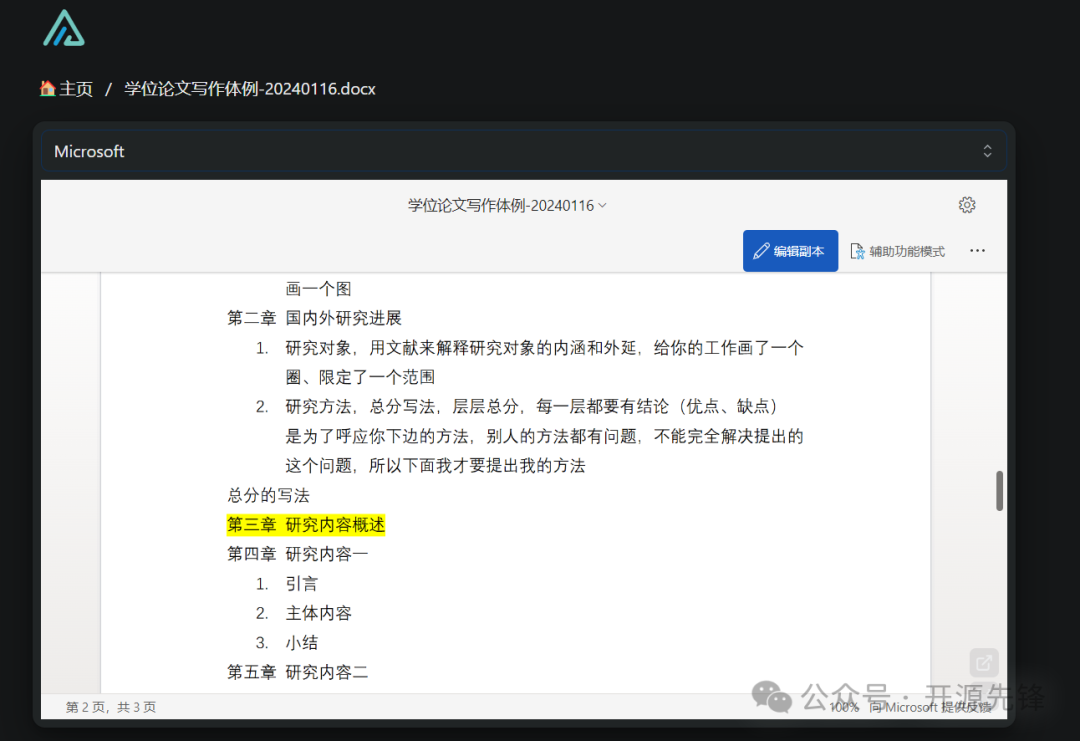 主页 / 学位论文写作体例-20240116.docx
Microsoft
学位论文写作体例-20240116
编辑副本 辅助功能模式 ···
画一个图
第二章 国内外研究进展
1. 研究对象，用文献来解释研究对象的内涵和外延，给你的工作画了一个
圈、限定了一个范围
2. 研究方法，总分写法，层层总分，每一层都要有结论（优点、缺点）
是为了呼应你下边的方法，别人的方法都有问题，不能完全解决提出的
这个问题，所以下面我才要提出我的方法
总分的写法
第三章 研究内容概述
第四章 研究内容一
1. 引言
2. 主体内容
3. 小结
第五章 研究内容二
公众号 · 开源先锋
第 2 页，共 3 页 100% 向 Microsoft 提供反馈